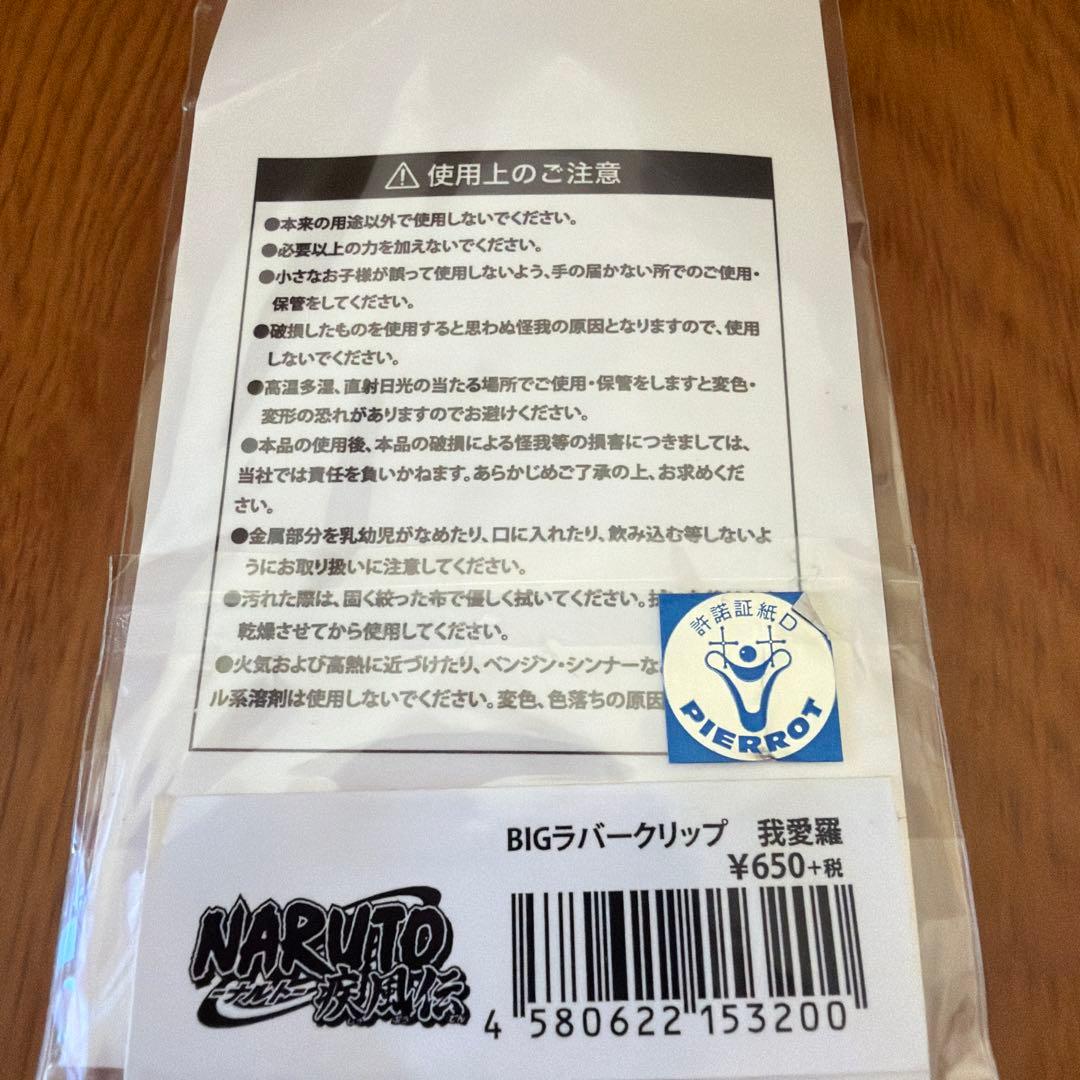 ⚠使用上のご注意
●本来の用途以外で使用しないでください。
●必要以上の力を加えないでください。
●小さなお子様が誤って使用しないよう、手の届かない所でのご使用・
保管をしてください。
●破損したものを使用すると思わぬ怪我の原因となりますので、使用
しないでください。
●高温多湿、直射日光の当たる場所でご使用・保管をしますと変色・
変形の恐れがありますのでお避けください。
●本品の使用後、本品の破損による怪我等の損害につきましては、
当社では責任を負いかねます。あらかじめご了承の上、お求めくだ
さい。
●金属部分を乳幼児がなめたり、口に入れたり、飲み込む等しないよ
うにお取り扱いに注意してください。
●汚れた際は、固く絞った布で優しく拭いてください。
乾燥させてから使用してください。
●火気および高熱に近づけたり、ベンジン・シンナーな
ル系溶剤は使用しないでください。変色、色落ちの原因
許諾証紙D
PIERROT
BIGラバークリップ 我愛羅
¥650+税
NARUTO
-ナルト-
疾風伝
しっぷうでん
4 580622 153200